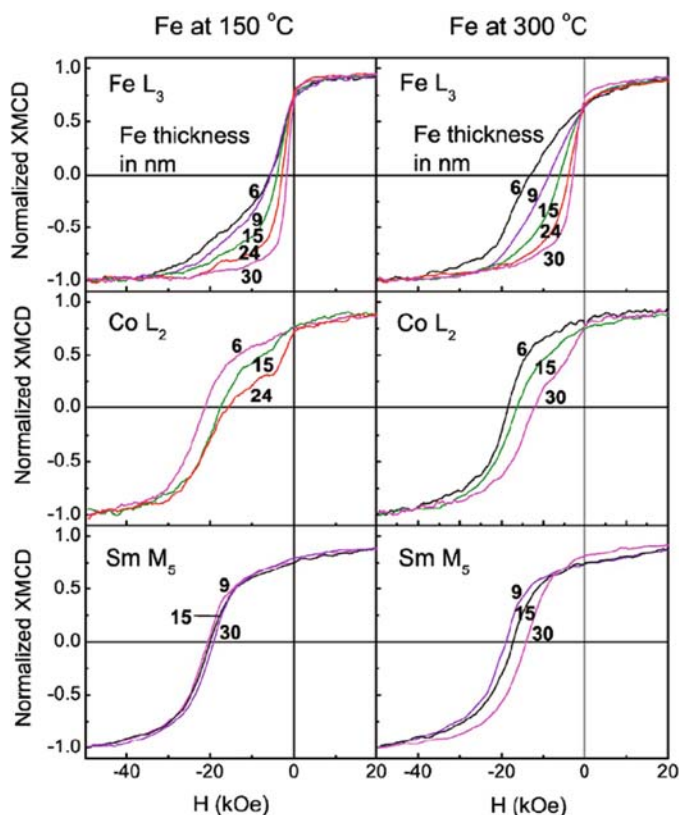 Fe at 150 °C Fe at 300 °C
Normalized XMCD
1.0
0.5
0.0
-0.5
-1.0
Fe L₃
Fe thickness
in nm
6
9
15
24
30
Fe L₃
Fe thickness
in nm
6
9
15
24
30
Normalized XMCD
1.0
0.5
0.0
-0.5
-1.0
Co L₂
6
15
24
Co L₂
6
15
30
Normalized XMCD
1.0
0.5
0.0
-0.5
-1.0
Sm M₅
9
15
30
Sm M₅
9
15
30
-40 -20 0 20 -40 -20 0 20
H (kOe) H (kOe)